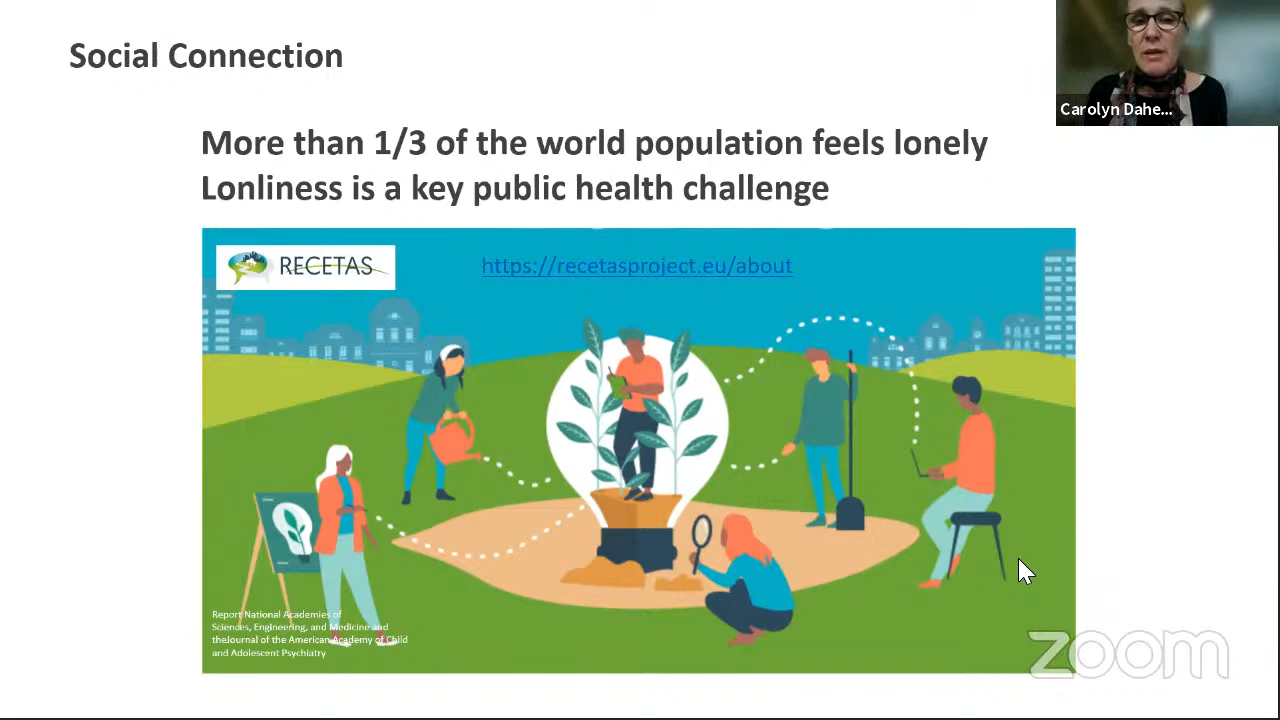 Social Connection
Carolyn Dahe...
More than 1/3 of the world population feels lonely
Lonliness is a key public health challenge
RECETAS
https://recetasproject.eu/about
Report National Academies of
Sciences, Engineering, and Medicine and
theJournal of the American Academy of Child
and Adolescent Psychiatry
zoom